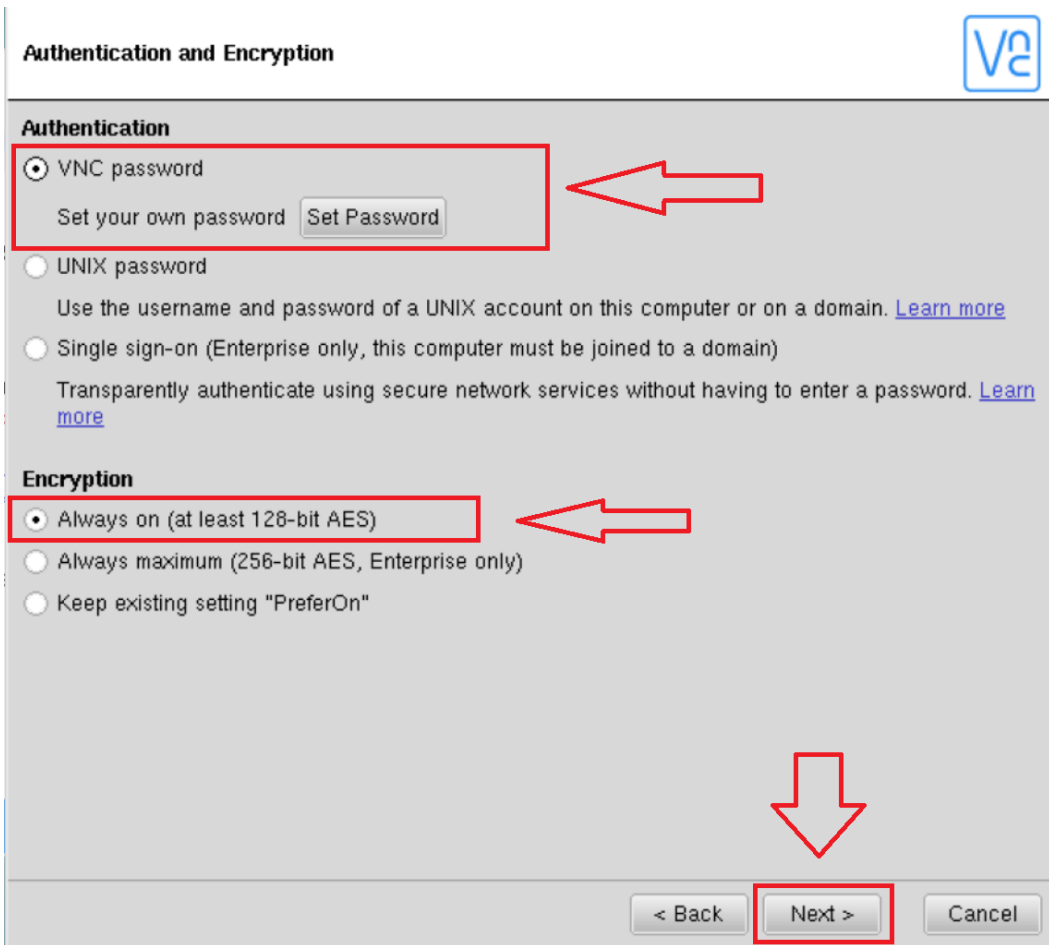 Authentication and Encryption
VNC
Authentication
VNC password
Set your own password Set Password
UNIX password
Use the username and password of a UNIX account on this computer or on a domain. Learn more
Single sign-on (Enterprise only, this computer must be joined to a domain)
Transparently authenticate using secure network services without having to enter a password. Learn
more
Encryption
Always on (at least 128-bit AES)
Always maximum (256-bit AES, Enterprise only)
Keep existing setting "PreferOn"
< Back Next > Cancel